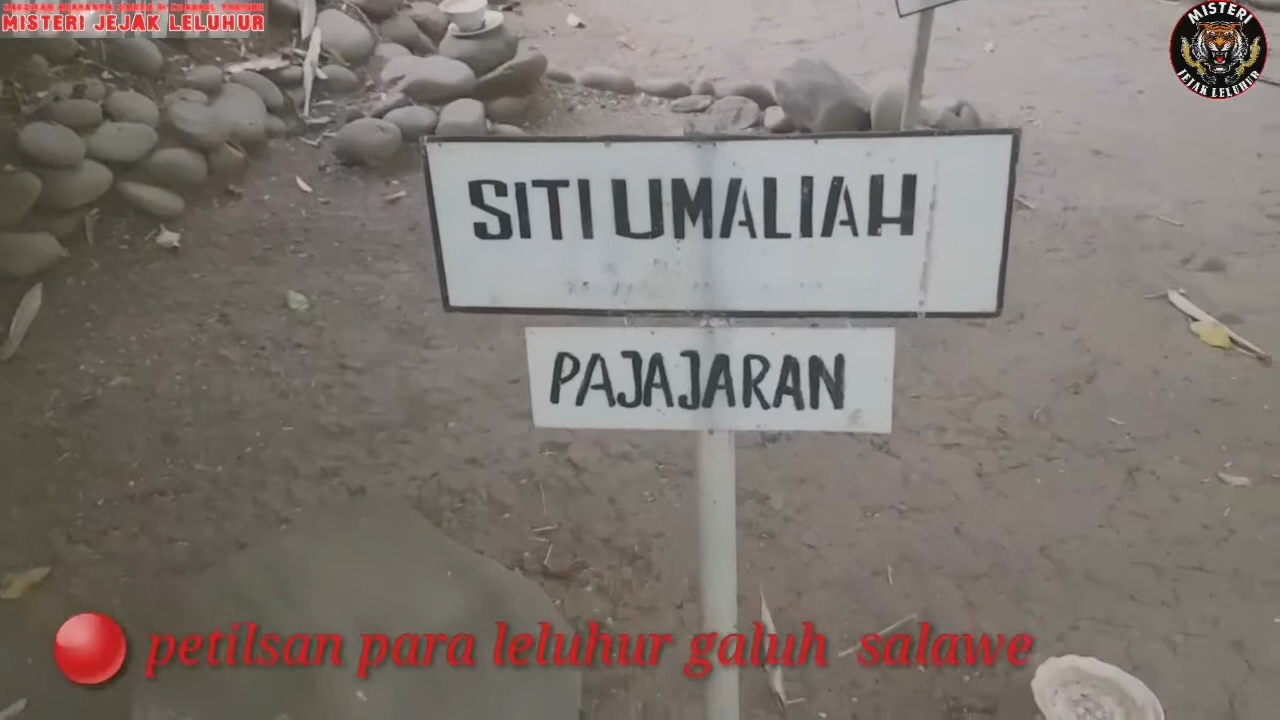 MISTERI JEJAK LELUHUR
MISTERI
JEJAK LELUHUR
SITI UMALIAH
PAJAJARAN
petilsan para leluhur galuh salawe